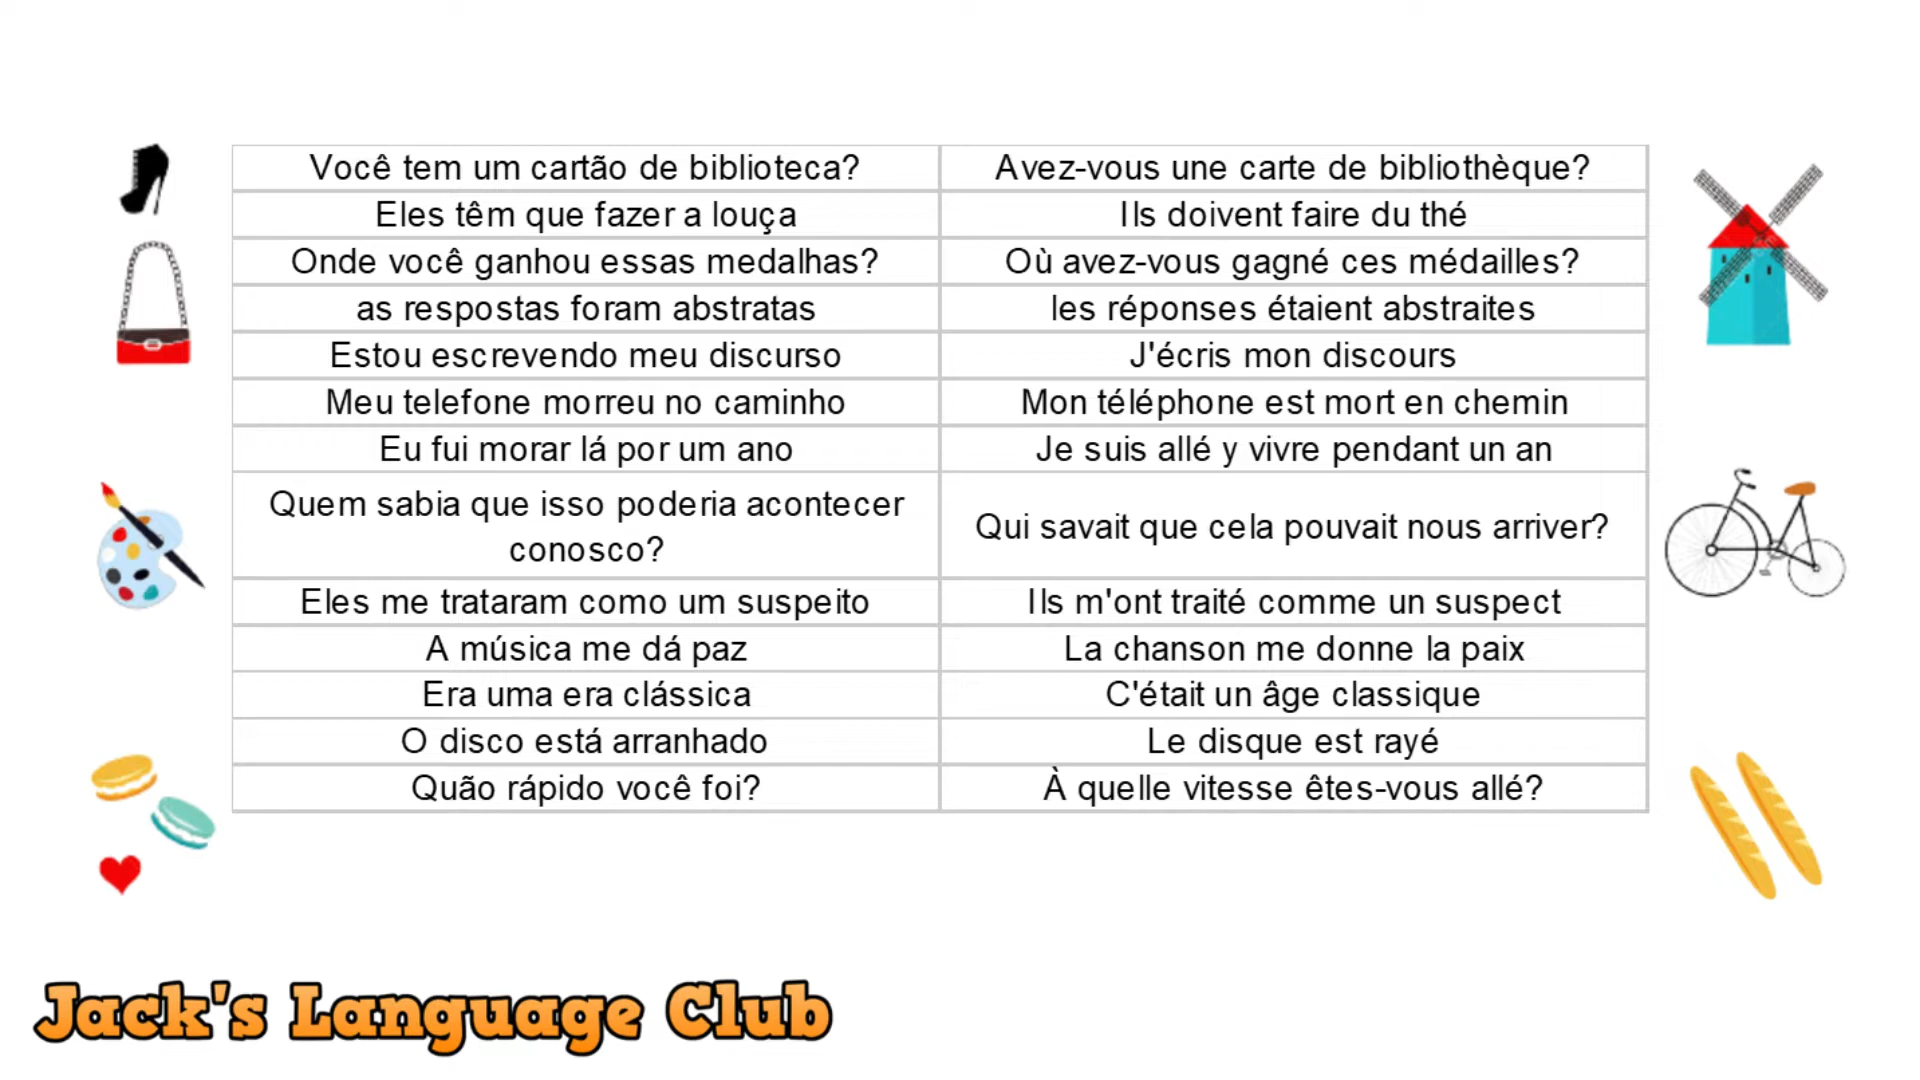 Você tem um cartão de biblioteca?
Avez-vous une carte de bibliothèque?
Eles têm que fazer a louça
Ils doivent faire du thé
Onde você ganhou essas medalhas?
Où avez-vous gagné ces médailles?
as respostas foram abstratas
les réponses étaient abstraites
Estou escrevendo meu discurso
J'écris mon discours
Meu telefone morreu no caminho
Mon téléphone est mort en chemin
Eu fui morar lá por um ano
Je suis allé y vivre pendant un an
Quem sabia que isso poderia acontecer
conosco?
Qui savait que cela pouvait nous arriver?
Eles me trataram como um suspeito
Ils m'ont traité comme un suspect
A música me dá paz
La chanson me donne la paix
Era uma era clássica
C'était un âge classique
O disco está arranhado
Le disque est rayé
Quão rápido você foi?
À quelle vitesse êtes-vous allé?
Jack's Language Club